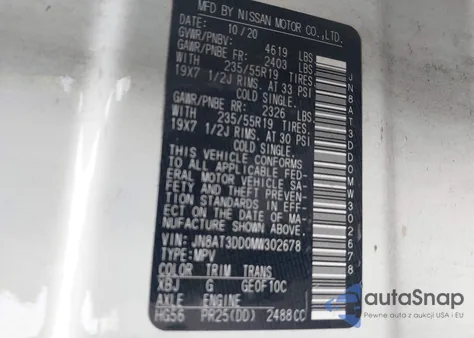 MFD BY NISSAN MOTOR CO.,LTD.
DATE: 10/20
GVWR/PNBV: 4619 LBS
GAWR/PNBE FR: 2403 LBS
235/55R19 TIRES
19X7 1/2J RIMS. AT 33 PSI
COLD SINGLE.
GAWR/PNBE RR: 2326 LBS
235/55R19 TIRES
19X7 1/2J RIMS. AT 30 PSI
COLD SINGLE.
THIS VEHICLE CONFORMS
TO ALL APPLICABLE FED-
ERAL MOTOR VEHICLE SA-
FETY AND THEFT PREVEN-
TION STANDARDS IN EFF-
ECT ON THE DATE OF MA-
NUFACTURE SHOWN ABOVE.
VIN: JN8AT3DD0MW302678
TYPE: MPV
COLOR TRIM TRANS
XBJ G GE0F10C
AXLE ENGINE
HG56 PR25(DD) 2488CC
JN8AT3DD0MW302678
autoSnap
Pewne auta z aukcji USA i EU